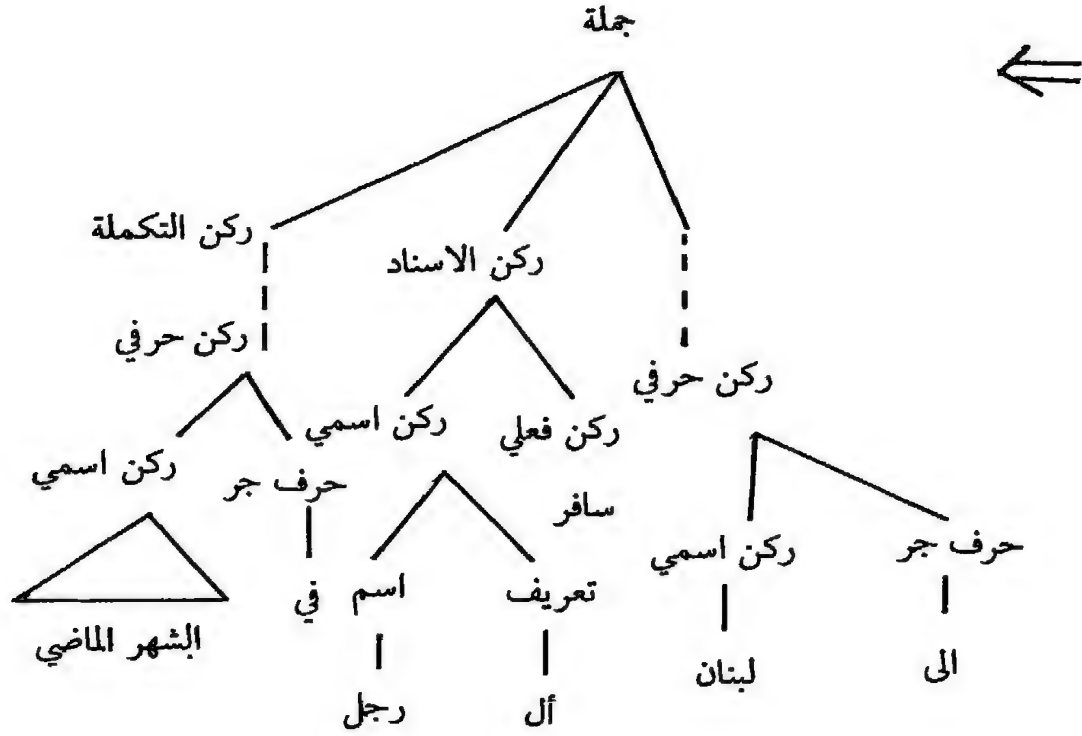 جملة
ركن التكملة
ركن الاسناد
ركن حرفي
ركن حرفي
ركن فعلي
ركن اسمي
ركن اسمي
حرف جر
سافر
حرف جر
ركن اسمي
تعريف
اسم
في
الشهر الماضي
الى
لبنان
أل
رجل